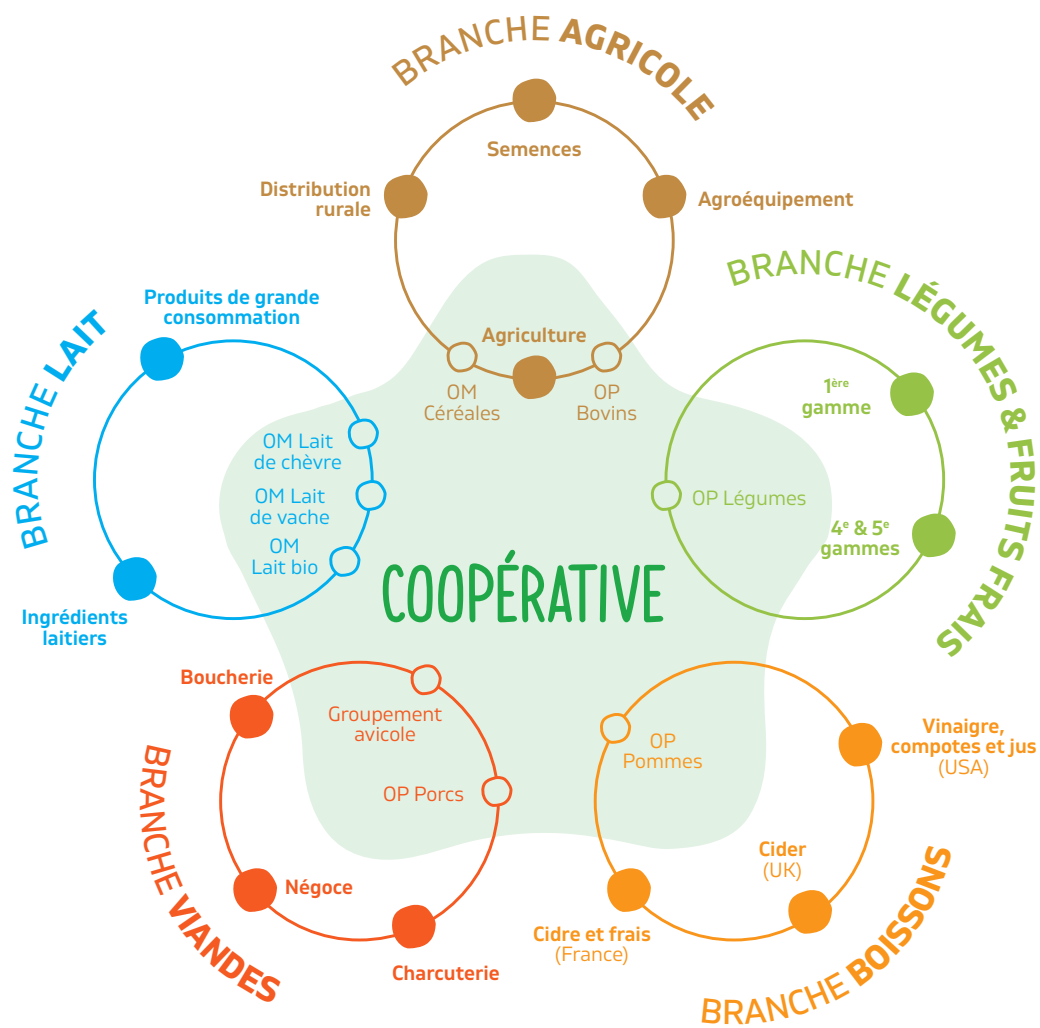 BRANCHE AGRICOLE
Semences
Distribution
rurale
Agroéquipement
Agriculture
OM
Céréales
OP
Bovins
BRANCHE LAIT
Produits de grande
consommation
OM Lait
de chèvre
OM Lait
de vache
OM
Lait bio
Ingrédients
laitiers
BRANCHE LÉGUMES & FRUITS FRAIS
1ère
gamme
OP Légumes
4e & 5e
gammes
COOPÉRATIVE
BRANCHE VIANDES
Boucherie
Groupement
avicole
OP Porcs
Négoce
Charcuterie
BRANCHE BOISSONS
OP
Pommes
Vinaigre,
compotes et jus
(USA)
Cider
(UK)
Cidre et frais
(France)